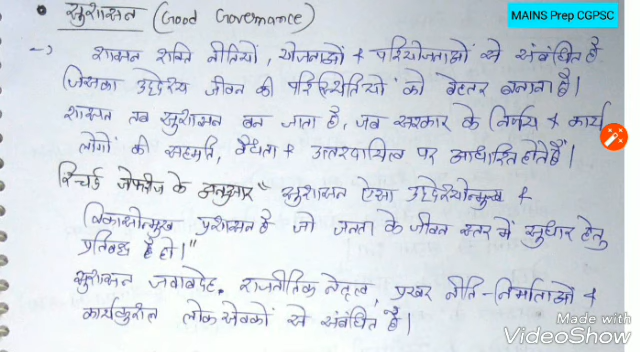 MAINS Prep CGPSC
• सुशासन (Good Governance)
→ शासन शक्ति नीतियों, योजनाओं + परियोजनाओं से संबंधित है
जिसका उद्देश्य जीवन की परिस्थितियों को बेहतर बनाना है।
शासन तब सुशासन बन जाता है, जब सरकार के निर्णय + कार्य
लोगों की सहमति, वैधता + उत्तरदायित्व पर आधारित होते हैं।
रिचर्ड जेफरीज के अनुसार "सुशासन ऐसा उद्देश्योन्मुख +
विकासोन्मुख प्रशासन है जो जनता के जीवन स्तर में सुधार हेतु
प्रतिबद्ध है हो।"
सुशासन जवाबदेह, राजनीतिक नेतृत्व, प्रखर नीति-निर्माताओं +
कार्यकुशल लोकसेवकों से संबंधित है।
Made with
VideoShow